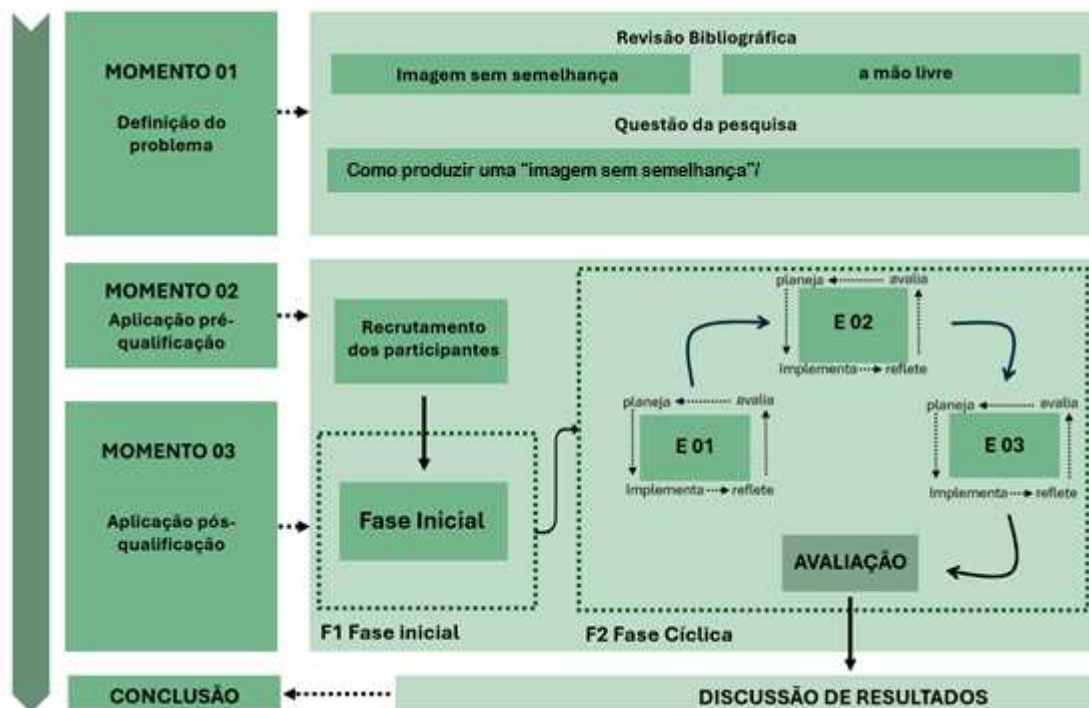 MOMENTO 01
Definição do
problema
Revisão Bibliográfica
Imagem sem semelhança
a mão livre
Questão da pesquisa
Como produzir uma "imagem sem semelhança"/
MOMENTO 02
Aplicação pré-
qualificação
Recrutamento
dos participantes
planeja
avalia
E 02
Implementa
reflete
planeja
avalia
E 01
Implementa
reflete
planeja
avalia
E 03
Implementa
reflete
MOMENTO 03
Aplicação pós-
qualificação
Fase Inicial
AVALIAÇÃO
F1 Fase inicial
F2 Fase Cíclica
CONCLUSÃO
DISCUSSÃO DE RESULTADOS